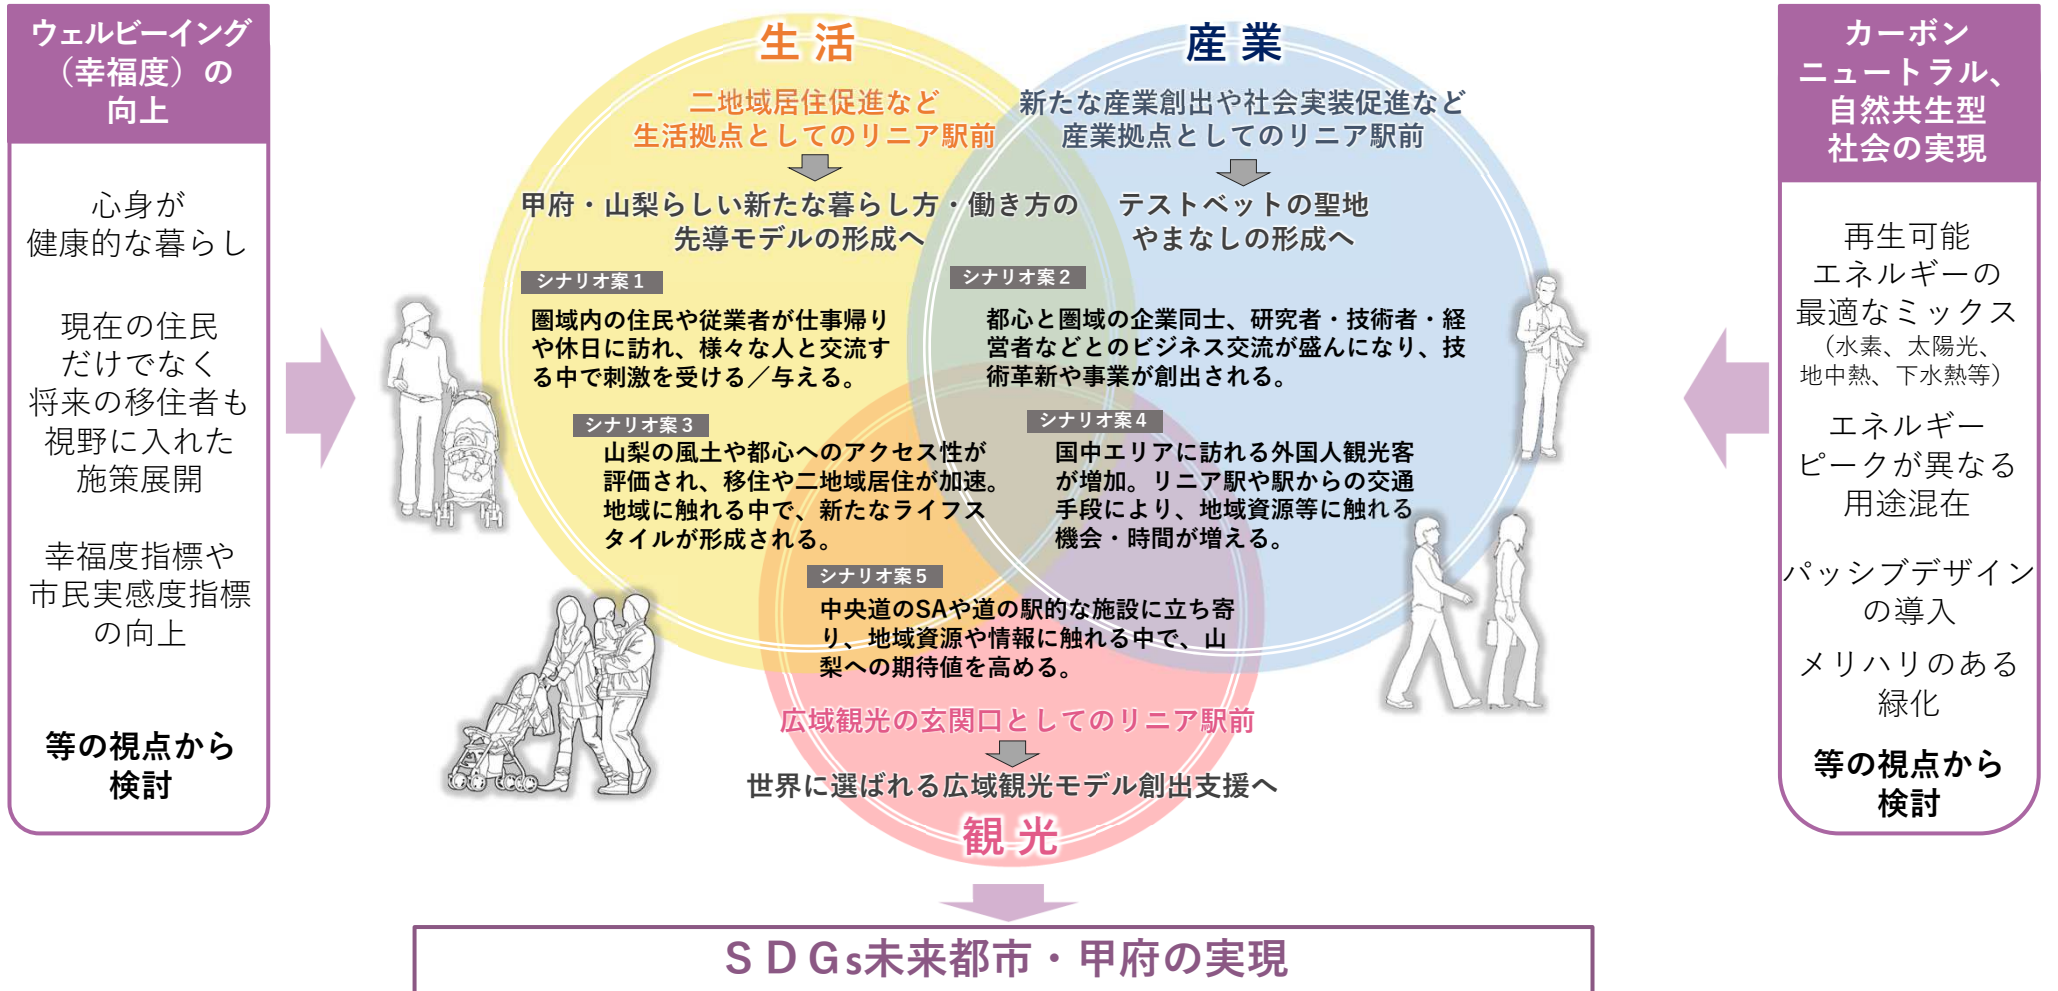 ウェルビーイング
（幸福度）の
向上
心身が
健康的な暮らし
現在の住民
だけでなく
将来の移住者も
視野に入れた
施策展開
幸福度指標や
市民実感度指標
の向上
等の視点から
検討
生 活
二地域居住促進など
生活拠点としてのリニア駅前
甲府・山梨らしい新たな暮らし方・働き方の
先導モデルの形成へ
産 業
新たな産業創出や社会実装促進など
産業拠点としてのリニア駅前
テストベットの聖地
やまなしの形成へ
シナリオ案１
圏域内の住民や従業者が仕事帰り
や休日に訪れ、様々な人と交流す
る中で刺激を受ける／与える。
シナリオ案２
都心と圏域の企業同士、研究者・技術者・経
営者などとのビジネス交流が盛んになり、技
術革新や事業が創出される。
シナリオ案３
山梨の風土や都心へのアクセス性が
評価され、移住や二地域居住が加速。
地域に触れる中で、新たなライフス
タイルが形成される。
シナリオ案４
国中エリアに訪れる外国人観光客
が増加。リニア駅や駅からの交通
手段により、地域資源等に触れる
機会・時間が増える。
シナリオ案５
中央道のSAや道の駅的な施設に立ち寄
り、地域資源や情報に触れる中で、山
梨への期待値を高める。
広域観光の玄関口としてのリニア駅前
世界に選ばれる広域観光モデル創出支援へ
観 光
カーボン
ニュートラル、
自然共生型
社会の実現
再生可能
エネルギーの
最適なミックス
（水素、太陽光、
地中熱、下水熱等）
エネルギー
ピークが異なる
用途混在
パッシブデザイン
の導入
メリハリのある
緑化
等の視点から
検討
ＳＤＧs未来都市・甲府の実現